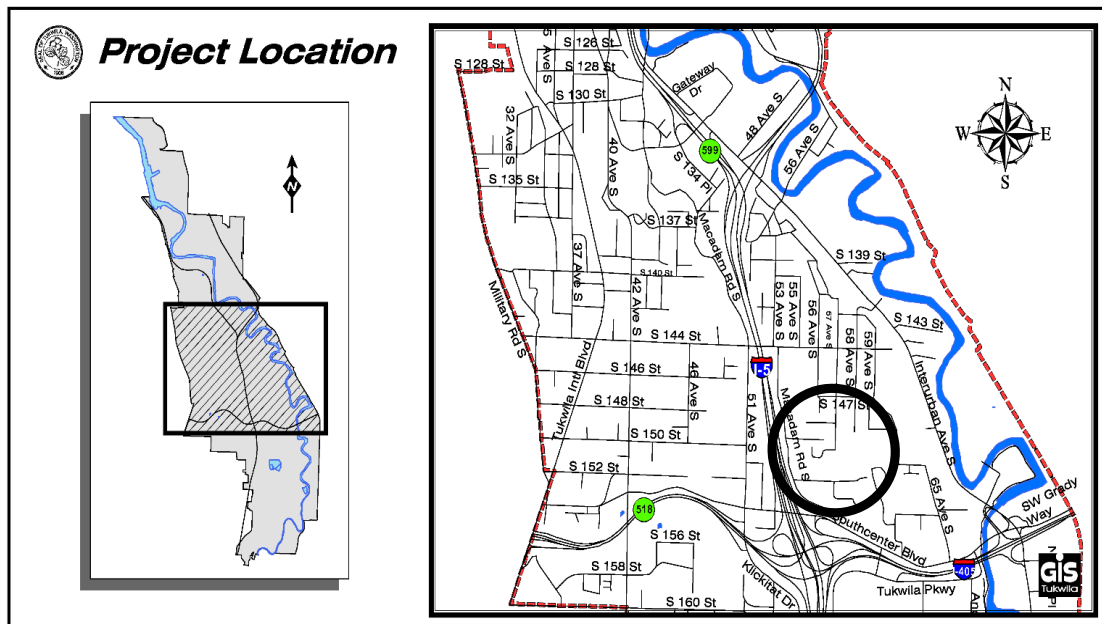 Project Location
SEAL OF TUKWILA, WASHINGTON
1908
N
N
W E
S
S 126 St
S 128 St
S 128 St
S 130 St
Gateway
Dr
32 Ave S
40 Ave S
48 Ave S
56 Ave S
599
S 134 Pl
S 135 St
S 137 St
Macadam Rd S
37 Ave S
S 139 St
S 140 St
42 Ave S
Military Rd S
53 Ave S
55 Ave S
56 Ave S
57 Ave S
58 Ave S
59 Ave S
S 143 St
S 144 St
I-5
S 146 St
46 Ave S
Tukwila Intl Blvd
S 147 St
S 148 St
51 Ave S
Macadam Rd S
Interurban Ave S
S 150 St
S 152 St
65 Ave S
SW Grady
Way
518
Southcenter Blvd
S 156 St
S 158 St
Klickitat Dr
I-405
Tukwila Pkwy
S 160 St
GIS
Tukwila